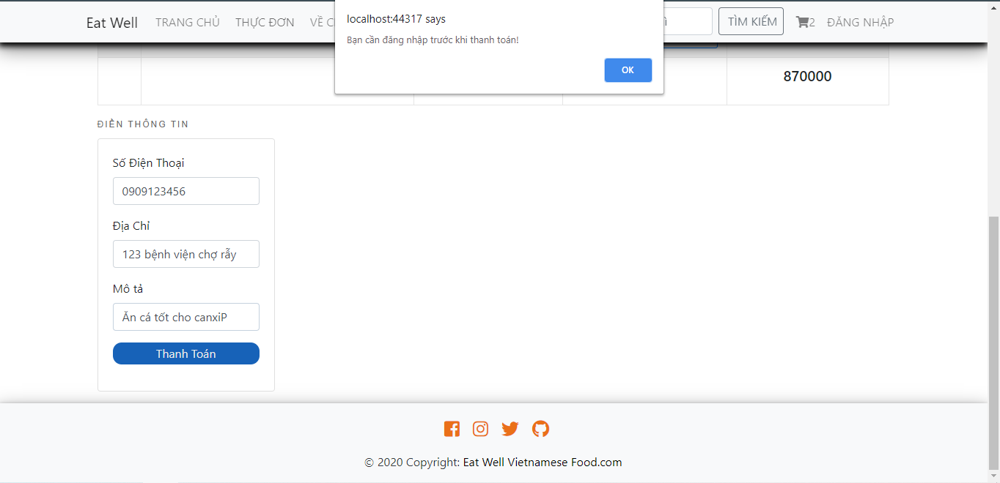 localhost:44317 says
Bạn cần đăng nhập trước khi thanh toán!
OK
Eat Well TRANG CHỦ THỰC ĐƠN VỀ TÌM KIẾM 2 ĐĂNG NHẬP
870000
ĐIỀN THÔNG TIN
Số Điện Thoại
0909123456
Địa Chỉ
123 bệnh viện chợ rẫy
Mô tả
Ăn cá tốt cho canxiP
Thanh Toán
© 2020 Copyright: Eat Well Vietnamese Food.com